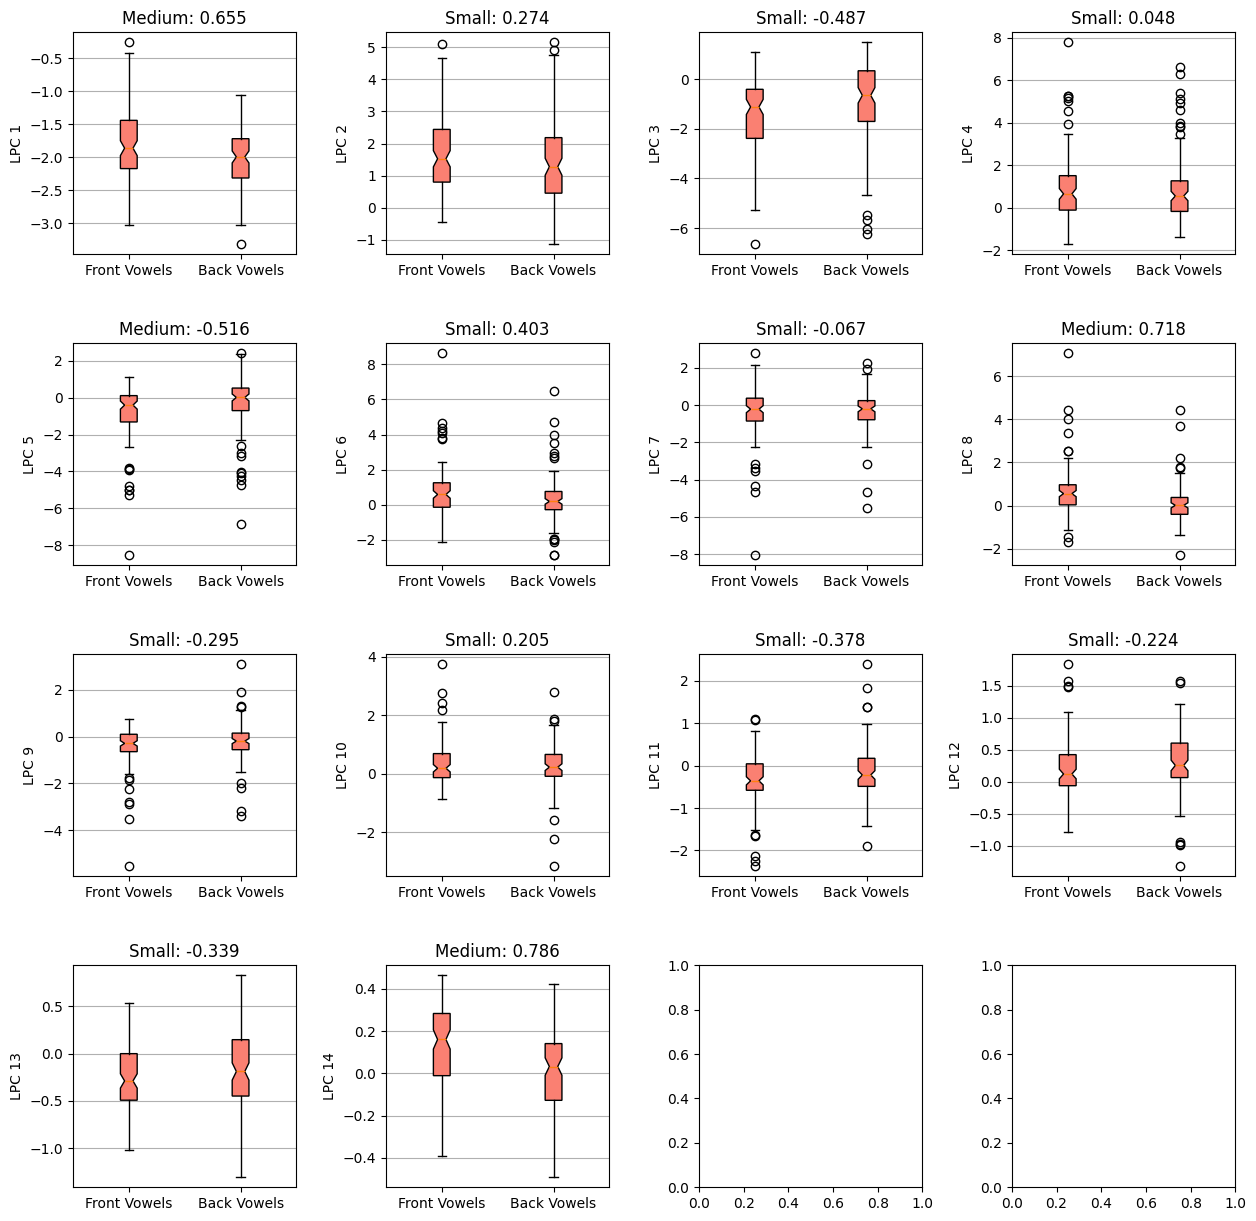 Medium: 0.655
LPC 1
−0.5
−1.0
−1.5
−2.0
−2.5
−3.0
Front Vowels Back Vowels
Small: 0.274
LPC 2
5
4
3
2
1
0
−1
Front Vowels Back Vowels
Small: -0.487
LPC 3
0
−2
−4
−6
Front Vowels Back Vowels
Small: 0.048
LPC 4
8
6
4
2
0
−2
Front Vowels Back Vowels
Medium: -0.516
LPC 5
2
0
−2
−4
−6
−8
Front Vowels Back Vowels
Small: 0.403
LPC 6
8
6
4
2
0
−2
Front Vowels Back Vowels
Small: -0.067
LPC 7
2
0
−2
−4
−6
−8
Front Vowels Back Vowels
Medium: 0.718
LPC 8
6
4
2
0
−2
Front Vowels Back Vowels
Small: -0.295
LPC 9
2
0
−2
−4
Front Vowels Back Vowels
Small: 0.205
LPC 10
4
2
0
−2
Front Vowels Back Vowels
Small: -0.378
LPC 11
2
1
0
−1
−2
Front Vowels Back Vowels
Small: -0.224
LPC 12
1.5
1.0
0.5
0.0
−0.5
−1.0
Front Vowels Back Vowels
Small: -0.339
LPC 13
0.5
0.0
−0.5
−1.0
Front Vowels Back Vowels
Medium: 0.786
LPC 14
0.4
0.2
0.0
−0.2
−0.4
Front Vowels Back Vowels
1.0
0.8
0.6
0.4
0.2
0.0
0.0 0.2 0.4 0.6 0.8 1.0
1.0
0.8
0.6
0.4
0.2
0.0
0.0 0.2 0.4 0.6 0.8 1.0